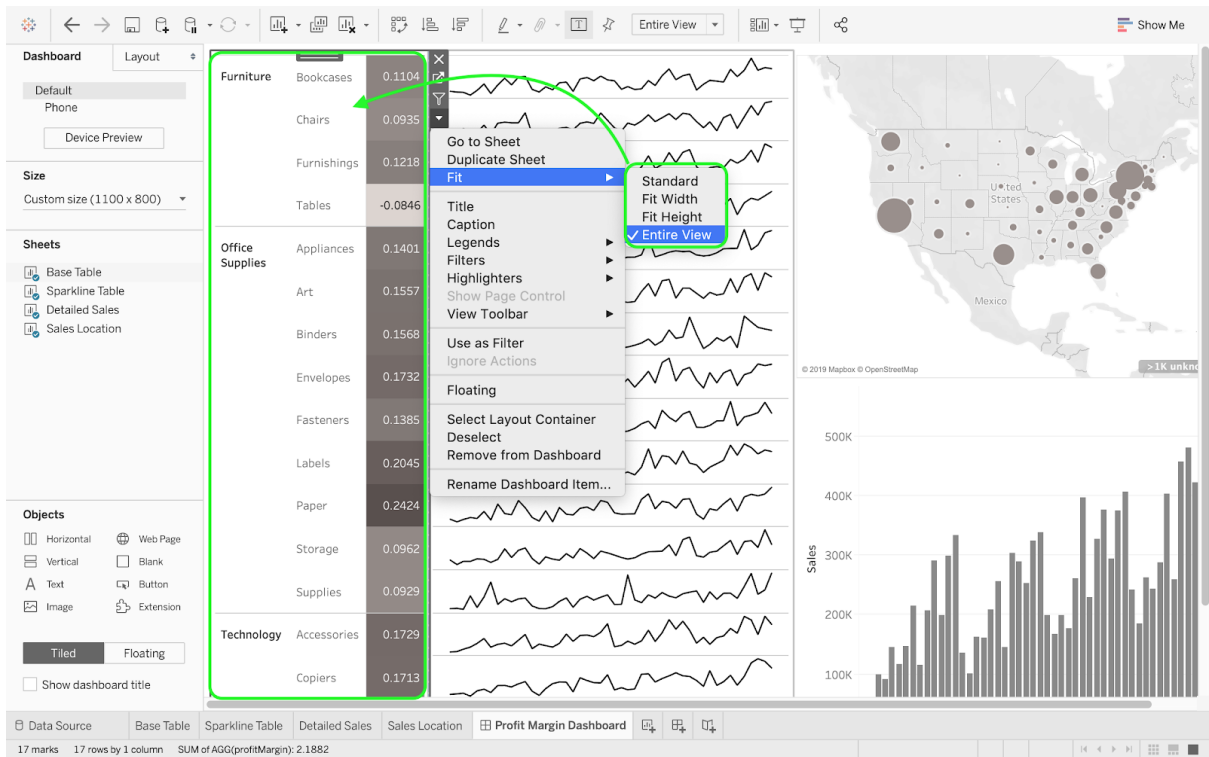 Entire View
Show Me
Dashboard
Layout
Default
Phone
Device Preview
Size
Custom size (1100 x 800)
Sheets
Base Table
Sparkline Table
Detailed Sales
Sales Location
Objects
Horizontal
Web Page
Vertical
Blank
Text
Button
Image
Extension
Tiled
Floating
Show dashboard title
Furniture
Bookcases
0.1104
Chairs
0.0935
Furnishings
0.1218
Tables
-0.0846
Office
Supplies
Appliances
0.1401
Art
0.1557
Binders
0.1568
Envelopes
0.1732
Fasteners
0.1385
Labels
0.2045
Paper
0.2424
Storage
0.0962
Supplies
0.0929
Technology
Accessories
0.1729
Copiers
0.1713
Go to Sheet
Duplicate Sheet
Fit
Title
Caption
Legends
Filters
Highlighters
Show Page Control
View Toolbar
Use as Filter
Ignore Actions
Floating
Select Layout Container
Deselect
Remove from Dashboard
Rename Dashboard Item...
Standard
Fit Width
Fit Height
Entire View
United
States
Mexico
© 2019 Mapbox © OpenStreetMap
>1K unkno
500K
400K
300K
200K
100K
Sales
Data Source
Base Table
Sparkline Table
Detailed Sales
Sales Location
Profit Margin Dashboard
17 marks
17 rows by 1 column
SUM of AGG(profitMargin): 2.1882